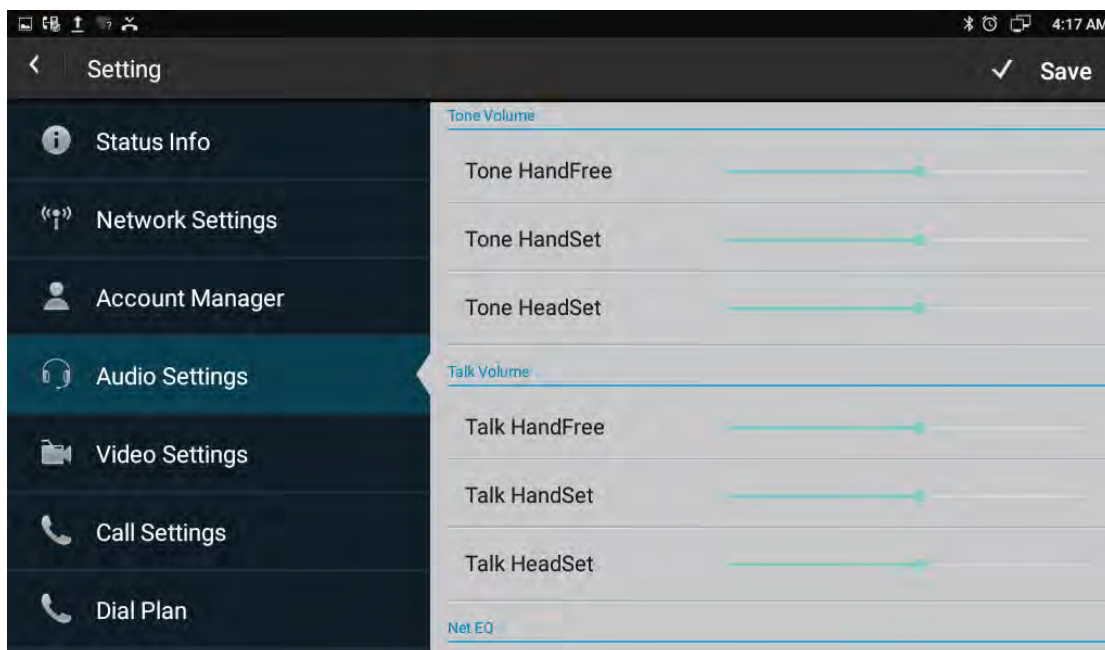 4:17 AM
Setting
Save
Status Info
Network Settings
Account Manager
Audio Settings
Video Settings
Call Settings
Dial Plan
Tone Volume
Tone HandFree
Tone HandSet
Tone HeadSet
Talk Volume
Talk HandFree
Talk HandSet
Talk HeadSet
Net EQ